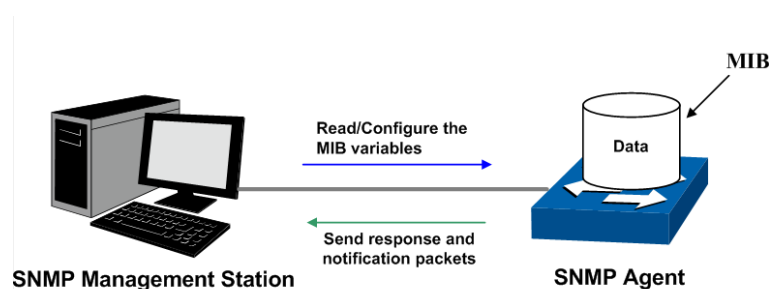 MIB
Read/Configure the
MIB variables
Data
Send response and
notification packets
SNMP Management Station
SNMP Agent